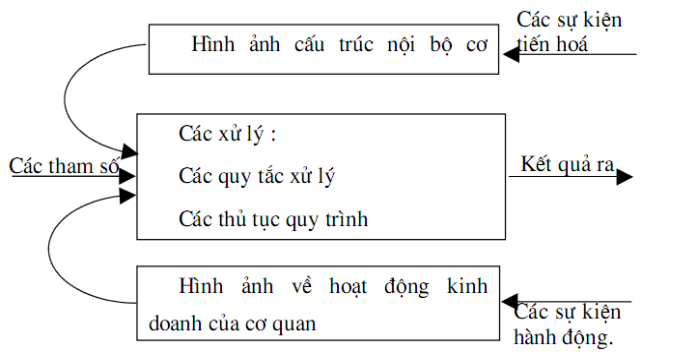 Các sự kiện
tiến hoá
Hình ảnh cấu trúc nội bộ cơ
Các xử lý :
Các tham số
Các quy tắc xử lý
Kết quả ra
Các thủ tục quy trình
Hình ảnh về hoạt động kinh
doanh của cơ quan
Các sự kiện
hành động.